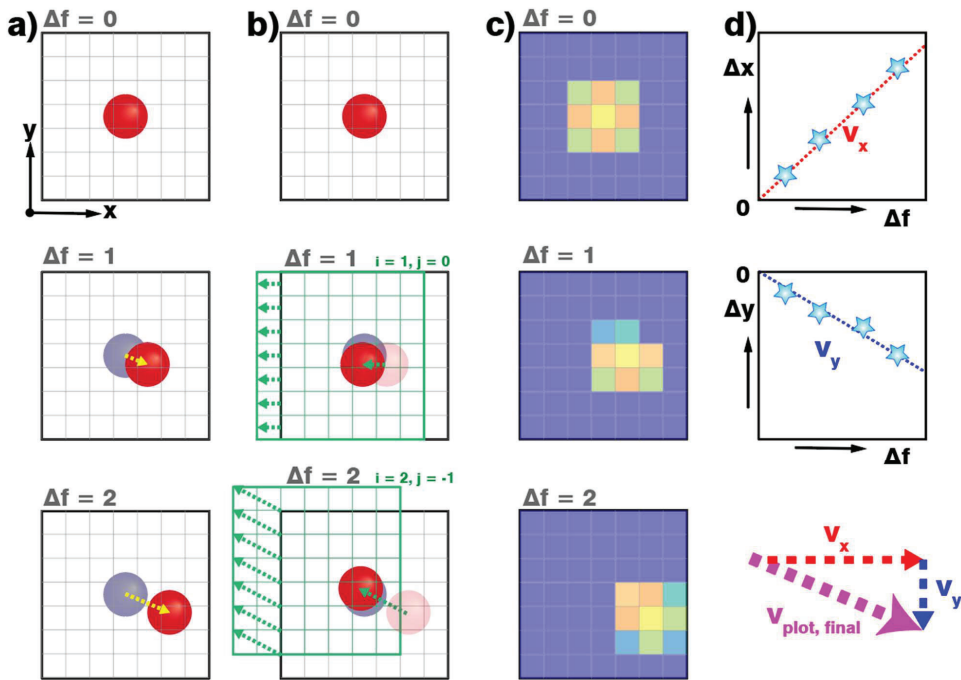 a)
Δf = 0
y
x
Δf = 1
Δf = 2
b)
Δf = 0
Δf = 1
i = 1, j = 0
Δf = 2
i = 2, j = -1
c)
Δf = 0
Δf = 1
Δf = 2
d)
Δx
Vx
0
Δf
0
Δy
Vy
Δf
Vx
Vy
Vplot, final